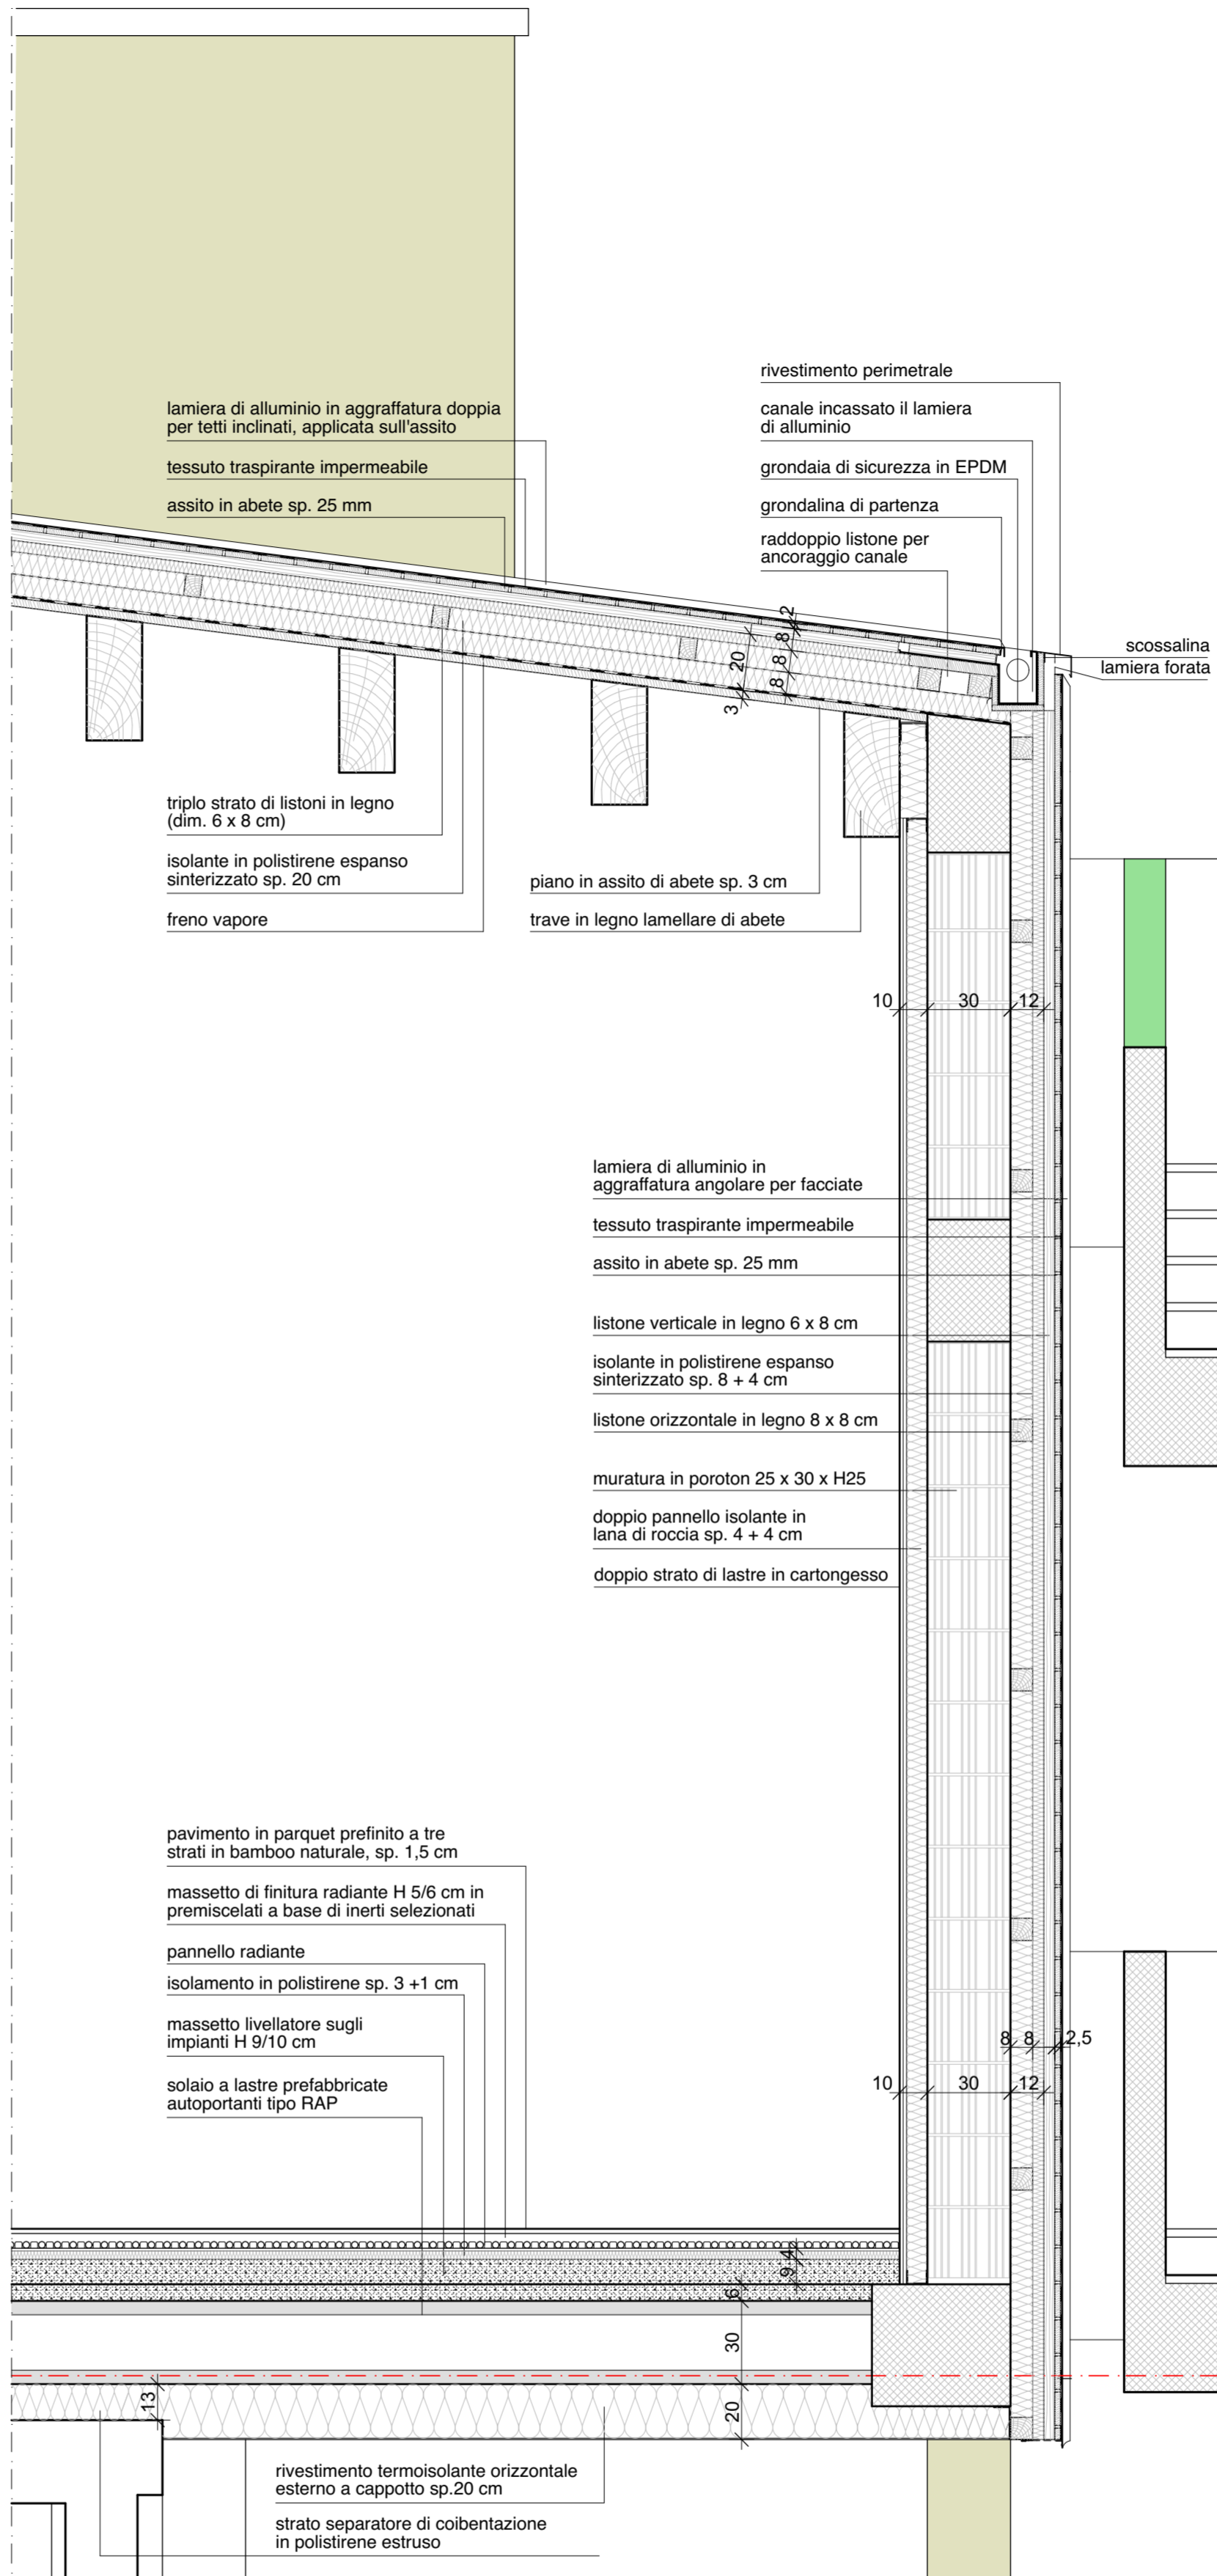 rivestimento perimetrale
lamiera di alluminio in aggraffatura doppia
per tetti inclinati, applicata sull'assito
canale incassato il lamiera
di alluminio
tessuto traspirante impermeabile
grondaia di sicurezza in EPDM
assito in abete sp. 25 mm
grondalina di partenza
raddoppio listone per
ancoraggio canale
2
8
20
8
8
3
scossalina
lamiera forata
triplo strato di listoni in legno
(dim. 6 x 8 cm)
isolante in polistirene espanso
sinterizzato sp. 20 cm
freno vapore
piano in assito di abete sp. 3 cm
trave in legno lamellare di abete
10 30 12
lamiera di alluminio in
aggraffatura angolare per facciate
tessuto traspirante impermeabile
assito in abete sp. 25 mm
listone verticale in legno 6 x 8 cm
isolante in polistirene espanso
sinterizzato sp. 8 + 4 cm
listone orizzontale in legno 8 x 8 cm
muratura in poroton 25 x 30 x H25
doppio pannello isolante in
lana di roccia sp. 4 + 4 cm
doppio strato di lastre in cartongesso
pavimento in parquet prefinito a tre
strati in bamboo naturale, sp. 1,5 cm
massetto di finitura radiante H 5/6 cm in
premiscelati a base di inerti selezionati
pannello radiante
isolamento in polistirene sp. 3 +1 cm
massetto livellatore sugli
impianti H 9/10 cm
solaio a lastre prefabbricate
autoportanti tipo RAP
8 8 2,5
10 30 12
4
9
6
30
13
20
rivestimento termoisolante orizzontale
esterno a cappotto sp.20 cm
strato separatore di coibentazione
in polistirene estruso